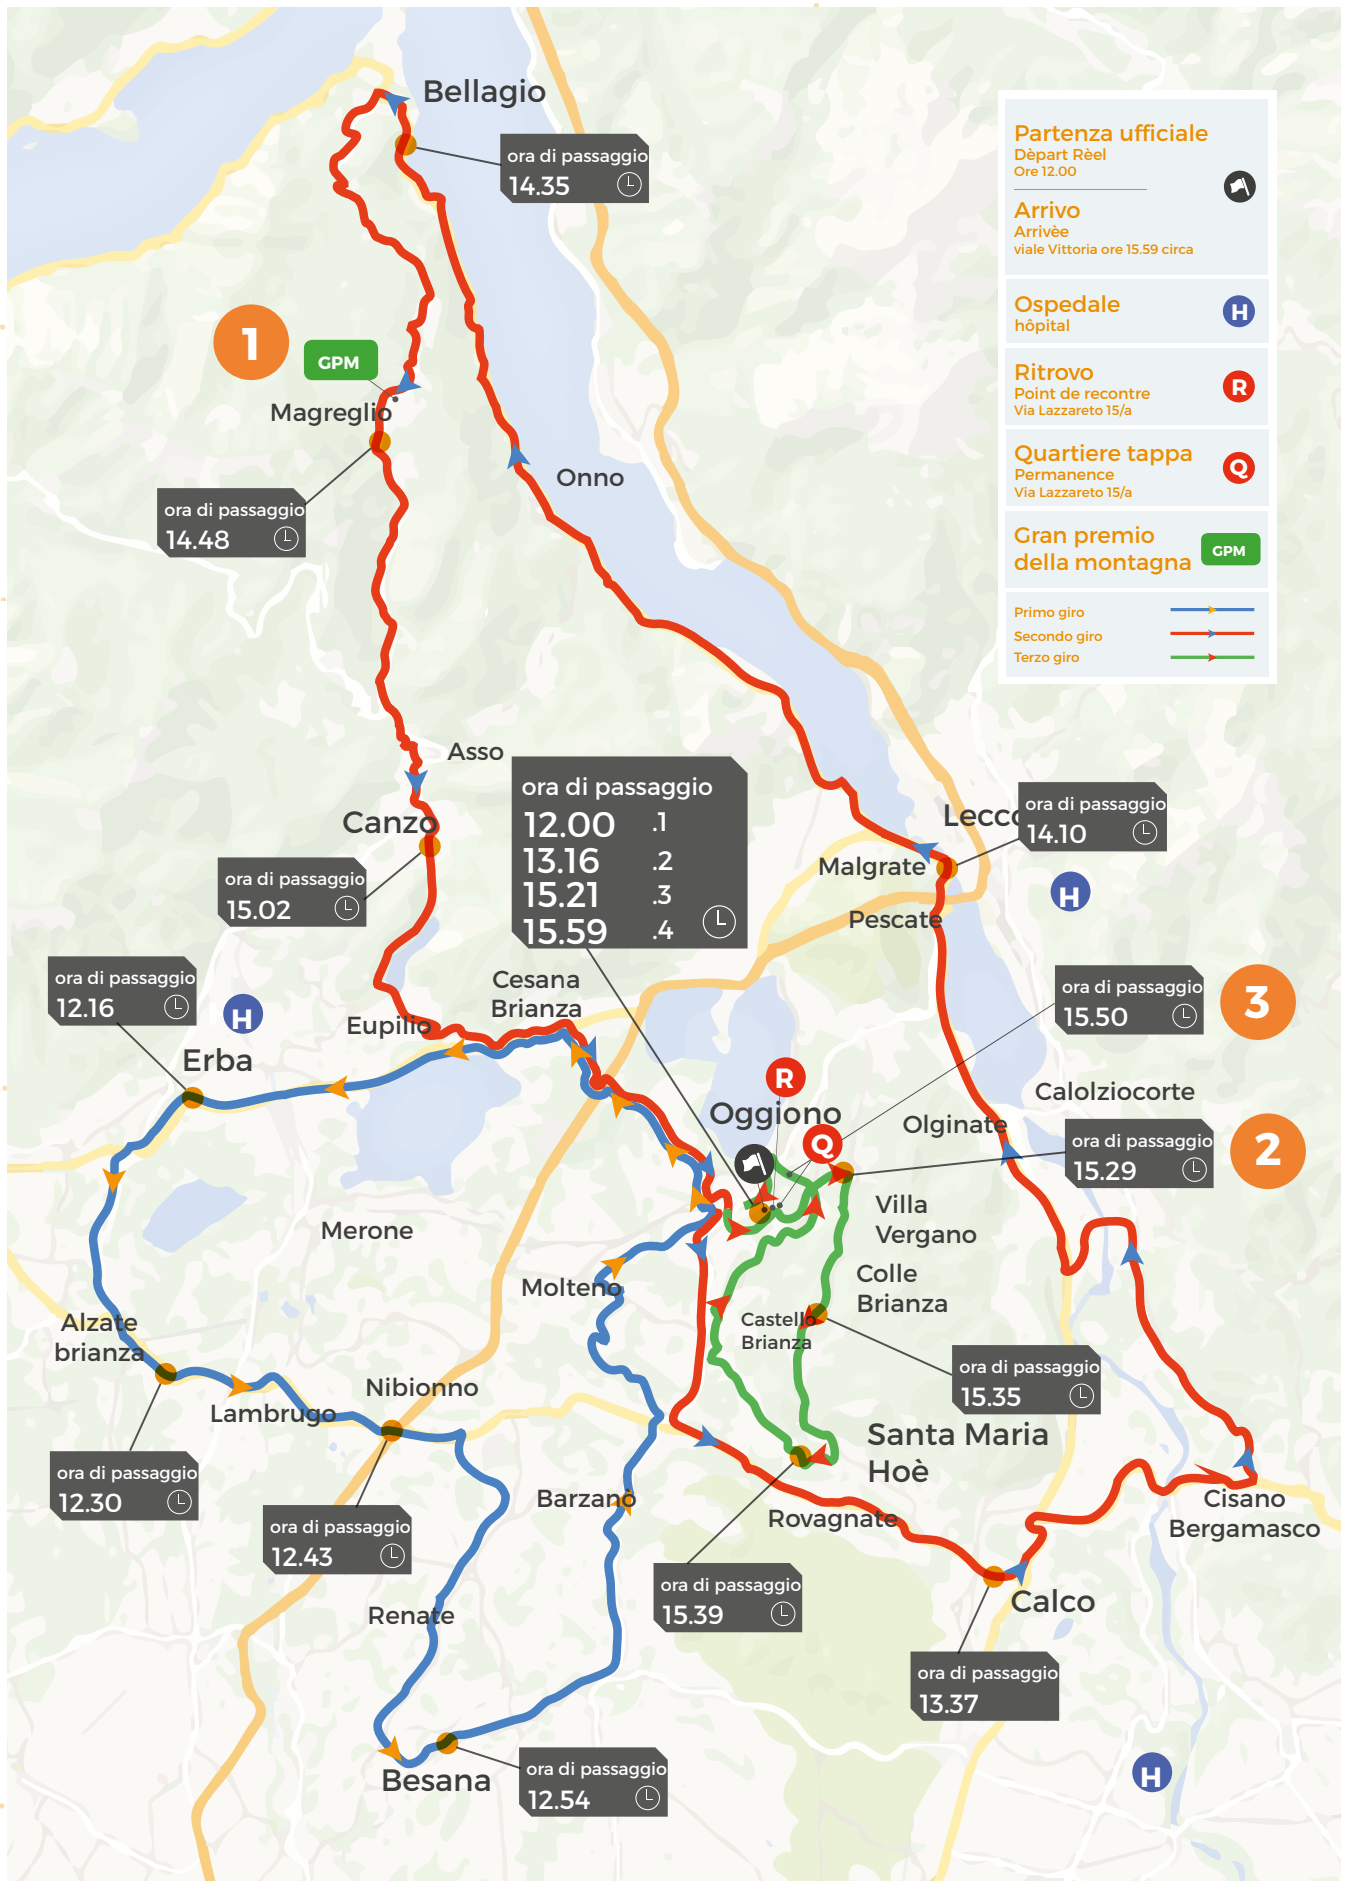 Bellagio
ora di passaggio
14.35
Partenza ufficiale
Dèpart Rèel
Ore 12.00
Arrivo
Arrivèe
viale Vittoria ore 15.59 circa
Ospedale
hôpital
H
Ritrovo
Point de recontre
Via Lazzareto 15/a
R
Quartiere tappa
Permanence
Via Lazzareto 15/a
Q
Gran premio
della montagna
GPM
Primo giro
Secondo giro
Terzo giro
1
GPM
Magreglio
Onno
ora di passaggio
14.48
Asso
Canzo
ora di passaggio
15.02
ora di passaggio
12.00 .1
13.16 .2
15.21 .3
15.59 .4
Lecco
ora di passaggio
14.10
Malgrate
H
Pescate
ora di passaggio
12.16
H
Erba
Eupilio
Cesana
Brianza
ora di passaggio
15.50
3
R
Oggiono
Q
Calolziocorte
Olginate
ora di passaggio
15.29
2
Villa
Vergano
Merone
Molteno
Colle
Brianza
Castello
Brianza
Alzate
brianza
ora di passaggio
15.35
Nibionno
Lambrugo
Santa Maria
Hoè
ora di passaggio
12.30
ora di passaggio
12.43
Barzanò
Rovagnate
Cisano
Bergamasco
ora di passaggio
15.39
Calco
Renate
ora di passaggio
13.37
Besana
ora di passaggio
12.54
H